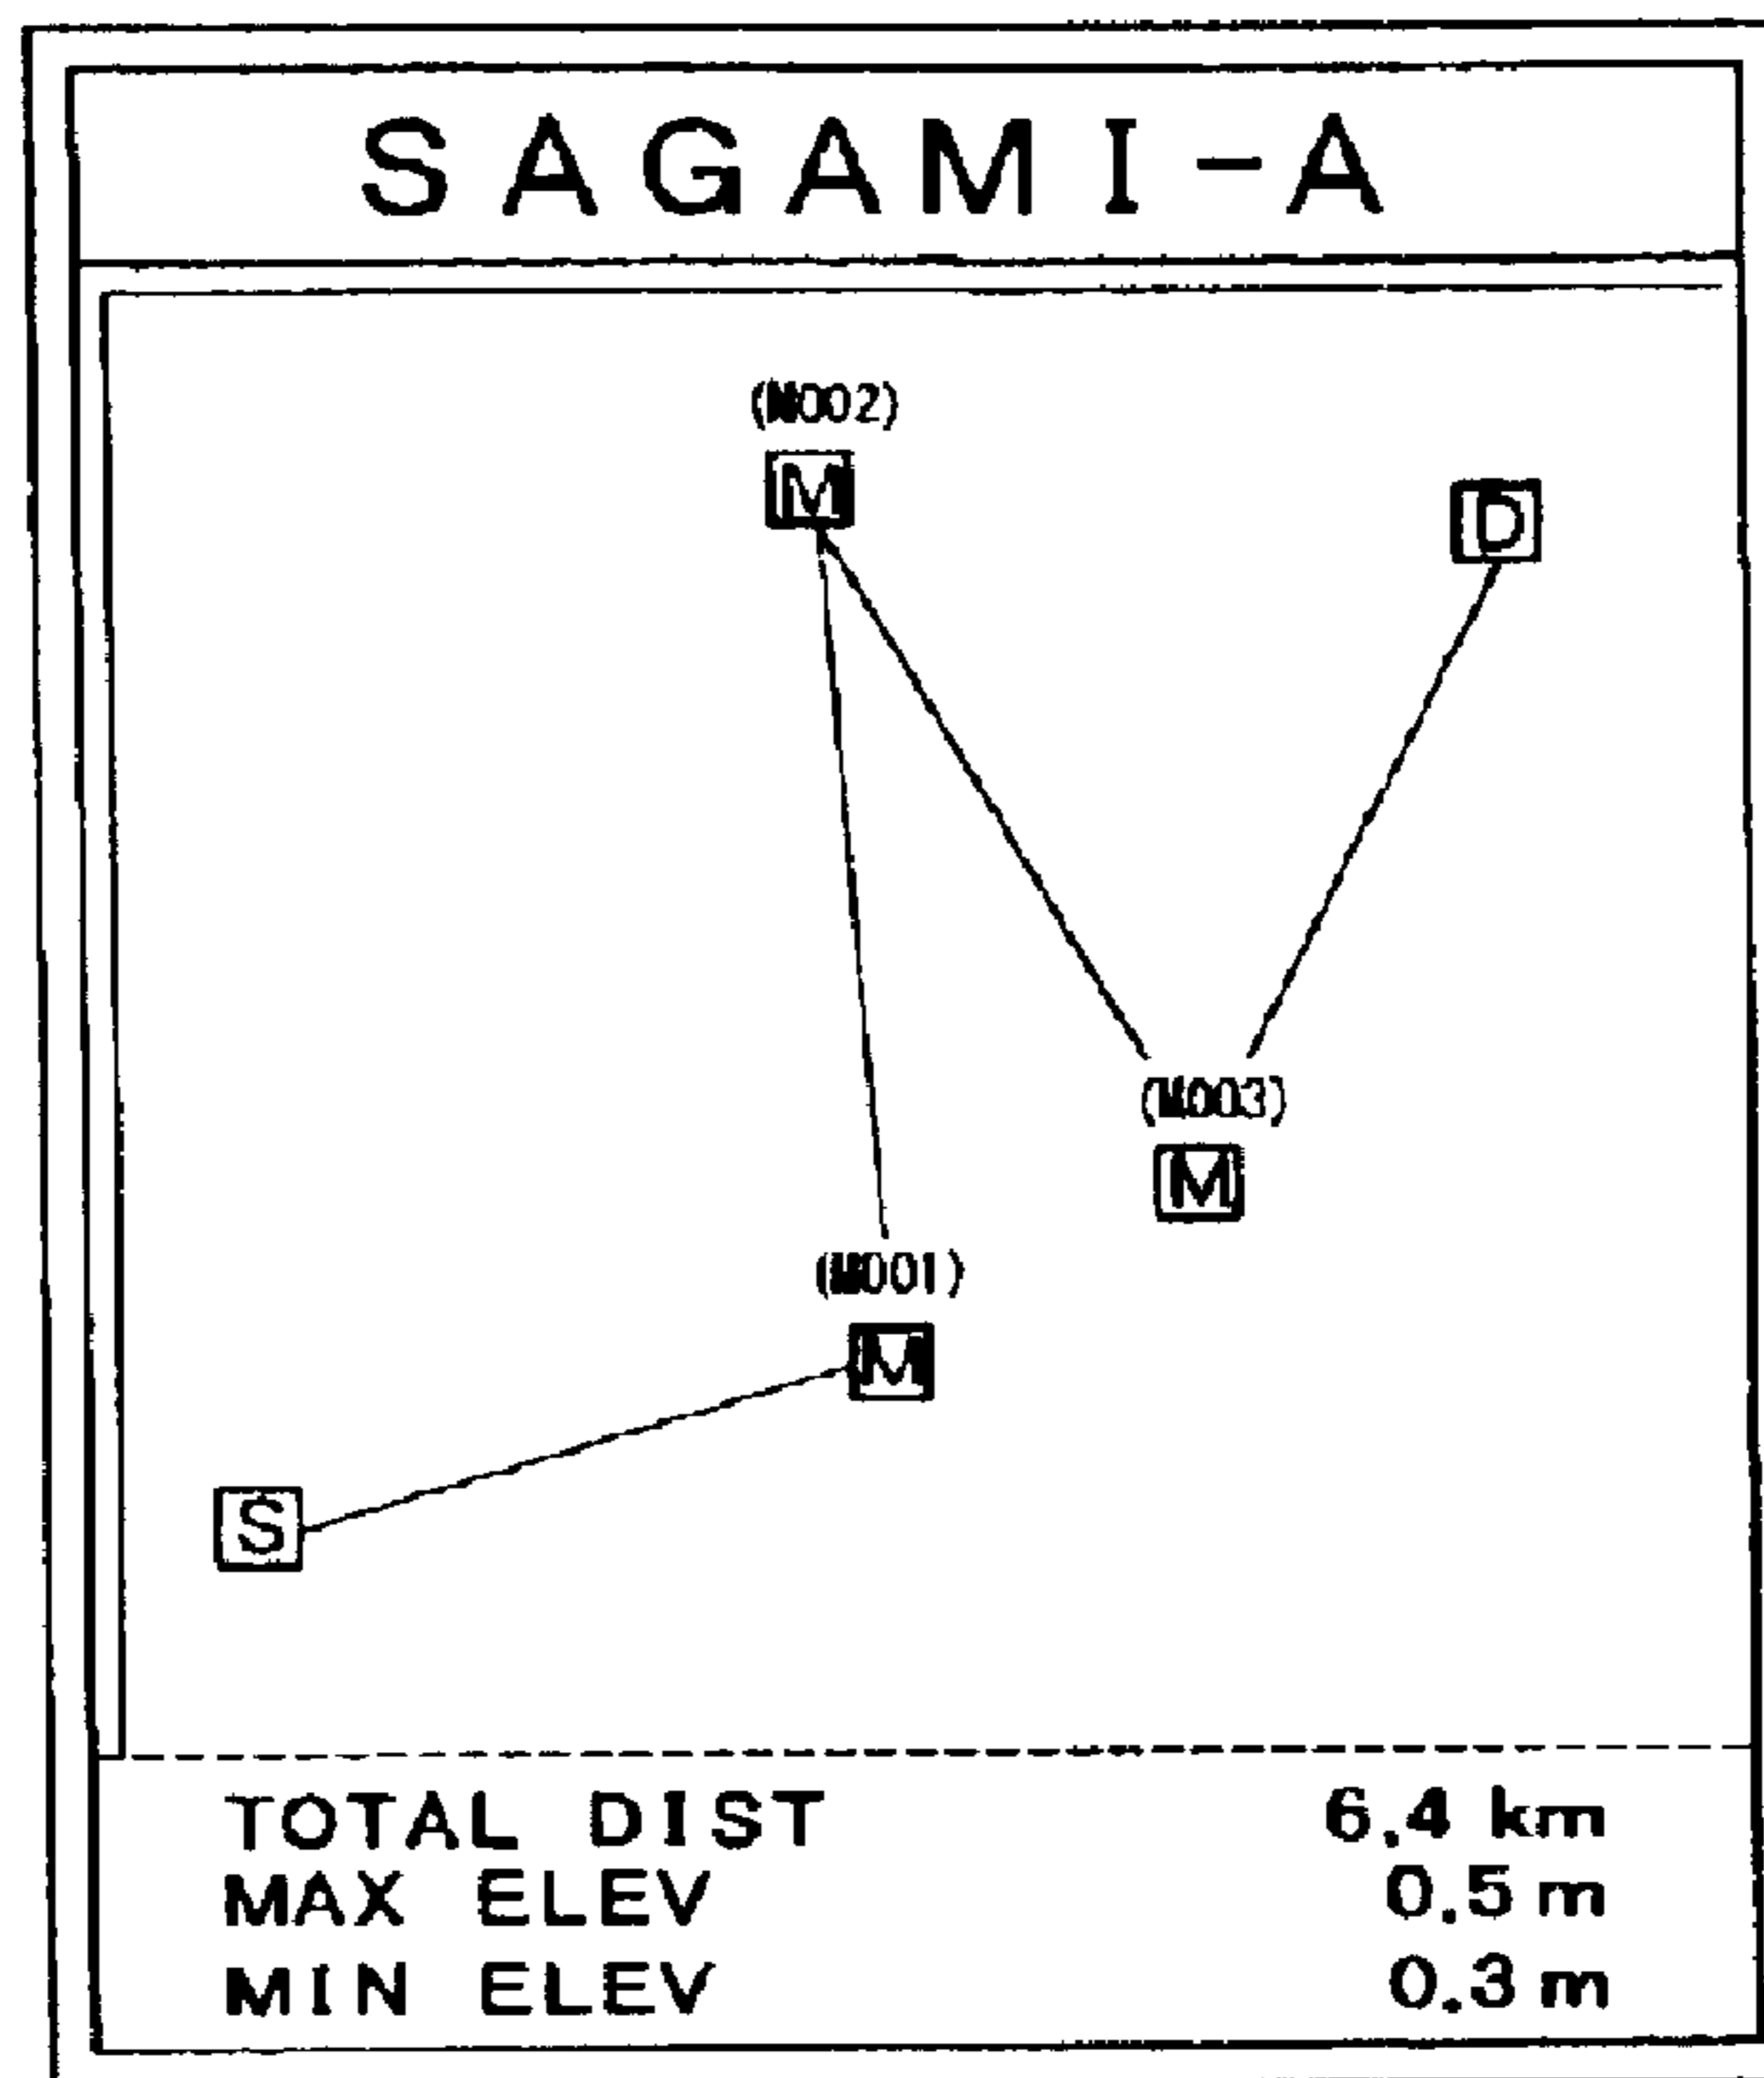 SAGAMI-A
(M002)
M
D
(M003)
M
(M001)
M
S
TOTAL DIST 6.4 km
MAX ELEV 0.5 m
MIN ELEV 0.3 m